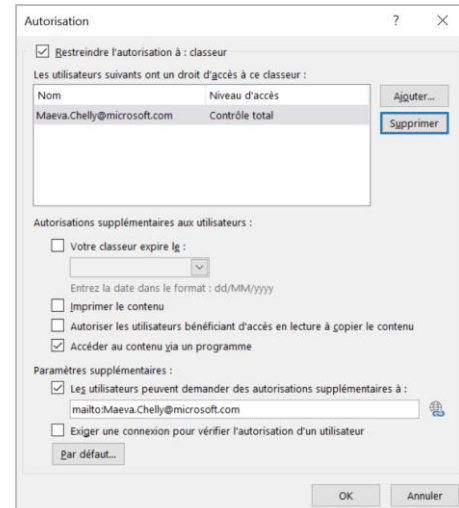 Autorisation
Restreindre l'autorisation à : classeur
Les utilisateurs suivants ont un droit d'accès à ce classeur :
Nom Niveau d'accès
Maeva.Chelly@microsoft.com Contrôle total
Ajouter...
Supprimer
Autorisations supplémentaires aux utilisateurs :
Votre classeur expire le :
Entrez la date dans le format : dd/MM/yyyy
Imprimer le contenu
Autoriser les utilisateurs bénéficiant d'accès en lecture à copier le contenu
Accéder au contenu via un programme
Paramètres supplémentaires :
Les utilisateurs peuvent demander des autorisations supplémentaires à :
mailto:Maeva.Chelly@microsoft.com
Exiger une connexion pour vérifier l'autorisation d'un utilisateur
Par défaut...
OK Annuler